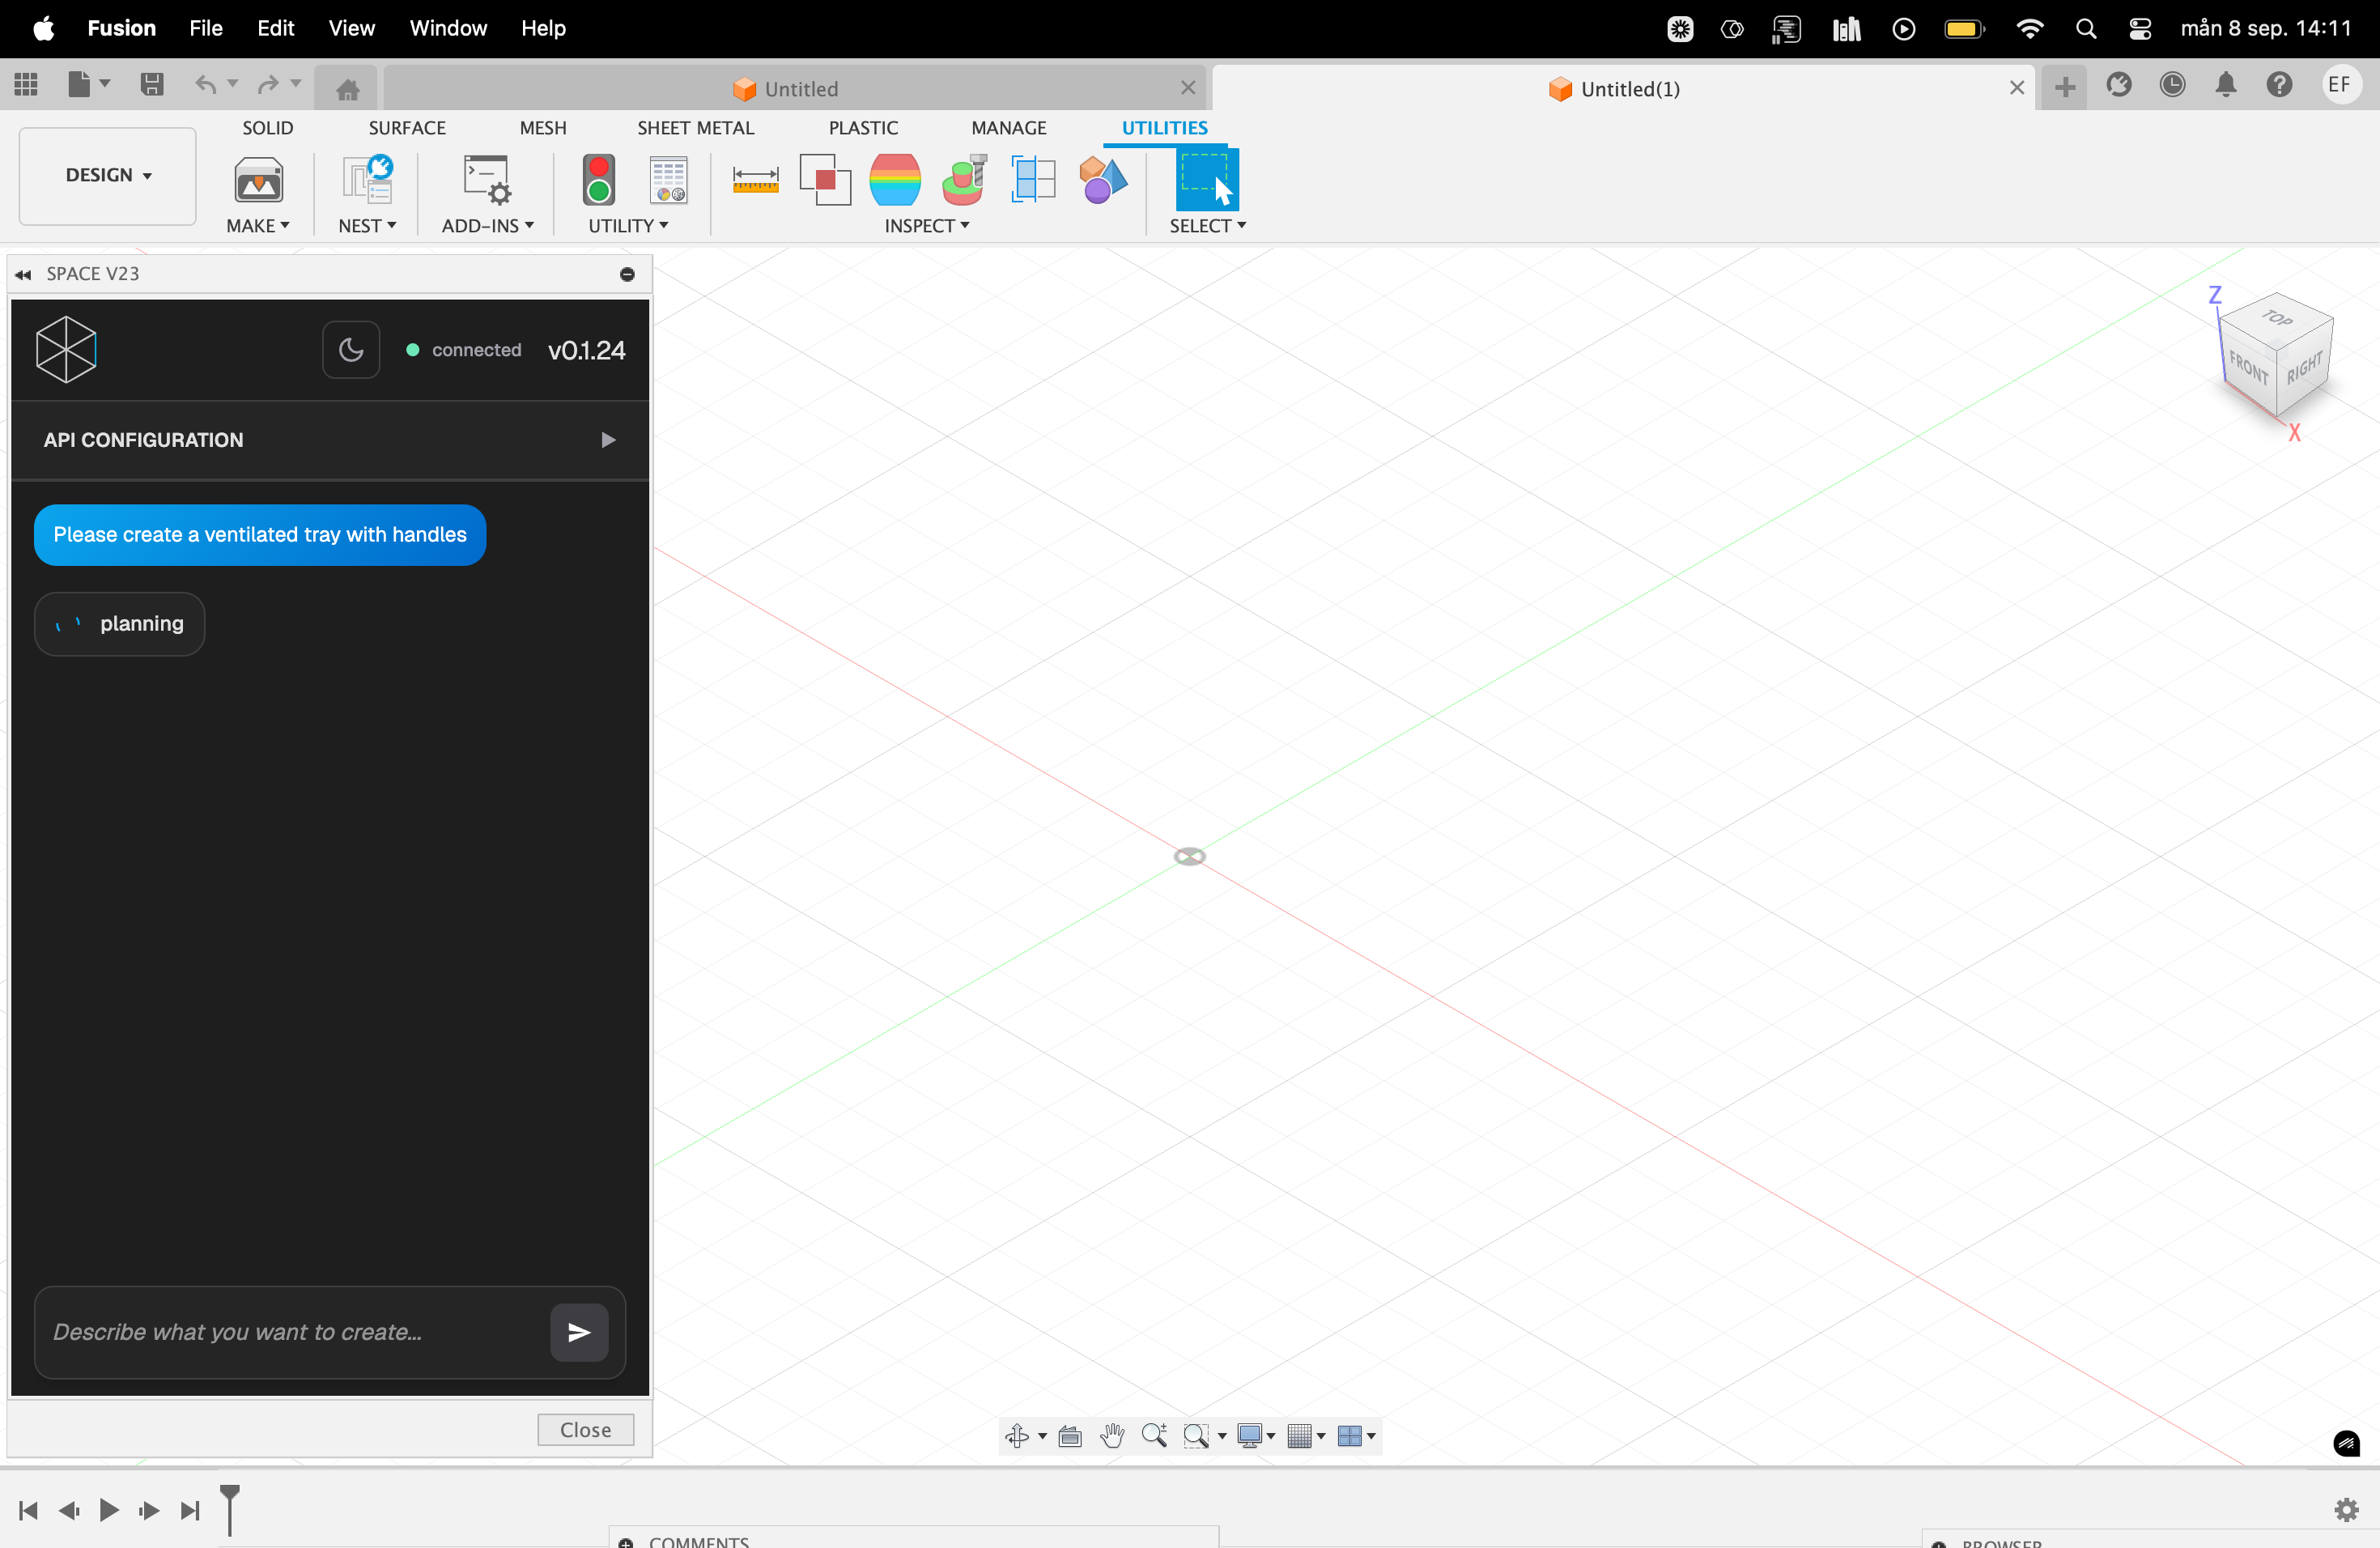 Fusion File Edit View Window Help mån 8 sep. 14:11
Untitled Untitled(1) EF
SOLID SURFACE MESH SHEET METAL PLASTIC MANAGE UTILITIES
DESIGN
MAKE NEST ADD-INS UTILITY INSPECT SELECT
SPACE V23
connected v0.1.24
API CONFIGURATION
Please create a ventilated tray with handles
planning
Describe what you want to create...
Close
Z
TOP
FRONT RIGHT
X
COMMENTS
BROWSER